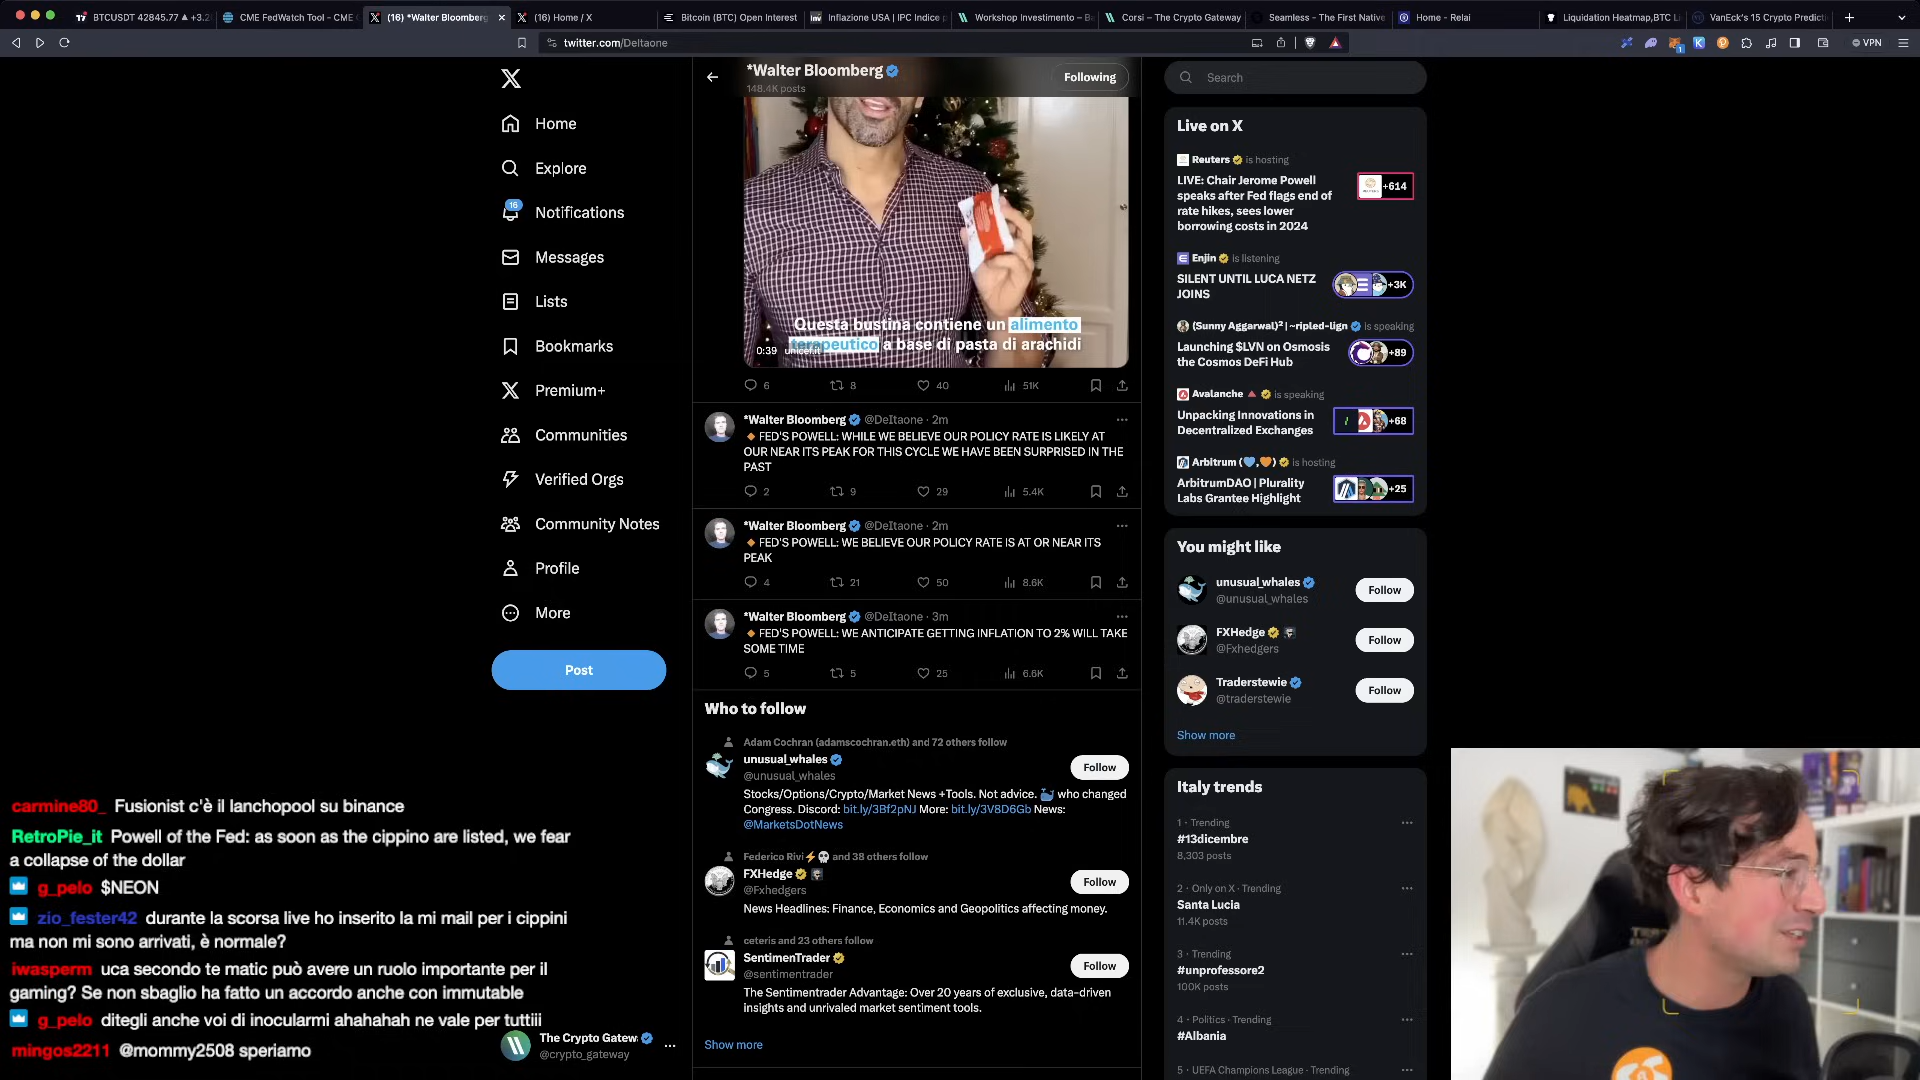 BTCUSDT 42845.77 ▲ +3.2
CME FedWatch Tool - CME
(16) *Walter Bloomberg
(16) Home / X
Bitcoin (BTC) Open Interest
Inflazione USA | IPC Indice
Workshop Investimento – Be
Corsi – The Crypto Gateway
Seamless - The First Native
Home - Relai
Liquidation Heatmap,BTC Li
VanEck's 15 Crypto Predicti
twitter.com/DeItaone
VPN
Home
Explore
16
Notifications
Messages
Lists
Bookmarks
Premium+
Communities
Verified Orgs
Community Notes
Profile
More
Post
carmine80_ Fusionist c'è il lanchopool su binance
RetroPie_it Powell of the Fed: as soon as the cippino are listed, we fear
a collapse of the dollar
g_pelo $NEON
zio_fester42 durante la scorsa live ho inserito la mi mail per i cippini
ma non mi sono arrivati, è normale?
iwasperm uca secondo te matic può avere un ruolo importante per il
gaming? Se non sbaglio ha fatto un accordo anche con immutable
g_pelo ditegli anche voi di inocularmi ahahahah ne vale per tuttiii
mingos2211 @mommy2508 speriamo
The Crypto Gatew
@crypto_gateway
*Walter Bloomberg
148.4K posts
Following
Questa bustina contiene un alimento
terapeutico a base di pasta di arachidi
0:39 unicef.it
6 8 40 51K
*Walter Bloomberg @DeItaone · 2m
FED'S POWELL: WHILE WE BELIEVE OUR POLICY RATE IS LIKELY AT
OUR NEAR ITS PEAK FOR THIS CYCLE WE HAVE BEEN SURPRISED IN THE
PAST
2 9 29 5.4K
*Walter Bloomberg @DeItaone · 2m
FED'S POWELL: WE BELIEVE OUR POLICY RATE IS AT OR NEAR ITS
PEAK
4 21 50 8.6K
*Walter Bloomberg @DeItaone · 3m
FED'S POWELL: WE ANTICIPATE GETTING INFLATION TO 2% WILL TAKE
SOME TIME
5 5 25 6.6K
Who to follow
Adam Cochran (adamscochran.eth) and 72 others follow
unusual_whales
@unusual_whales
Follow
Stocks/Options/Crypto/Market News +Tools. Not advice. who changed
Congress. Discord: bit.ly/3Bf2pNJ More: bit.ly/3V8D6Gb News:
@MarketsDotNews
Federico Rivi and 38 others follow
FXHedge
@Fxhedgers
Follow
News Headlines: Finance, Economics and Geopolitics affecting money.
ceteris and 23 others follow
SentimenTrader
@sentimentrader
Follow
The Sentimentrader Advantage: Over 20 years of exclusive, data-driven
insights and unrivaled market sentiment tools.
Show more
Search
Live on X
Reuters is hosting
LIVE: Chair Jerome Powell
speaks after Fed flags end of
rate hikes, sees lower
borrowing costs in 2024
+614
Enjin is listening
SILENT UNTIL LUCA NETZ
JOINS
+3K
(Sunny Aggarwal)² | ~ripled-lign is speaking
Launching $LVN on Osmosis
the Cosmos DeFi Hub
+89
Avalanche is speaking
Unpacking Innovations in
Decentralized Exchanges
+68
Arbitrum (💙,🧡) is hosting
ArbitrumDAO | Plurality
Labs Grantee Highlight
+25
You might like
unusual_whales
@unusual_whales
Follow
FXHedge
@Fxhedgers
Follow
Traderstewie
@traderstewie
Follow
Show more
Italy trends
1 · Trending
#13dicembre
8,303 posts
2 · Only on X · Trending
Santa Lucia
11.4K posts
3 · Trending
#unprofessore2
100K posts
4 · Politics · Trending
#Albania
5 · UEFA Champions League · Trending